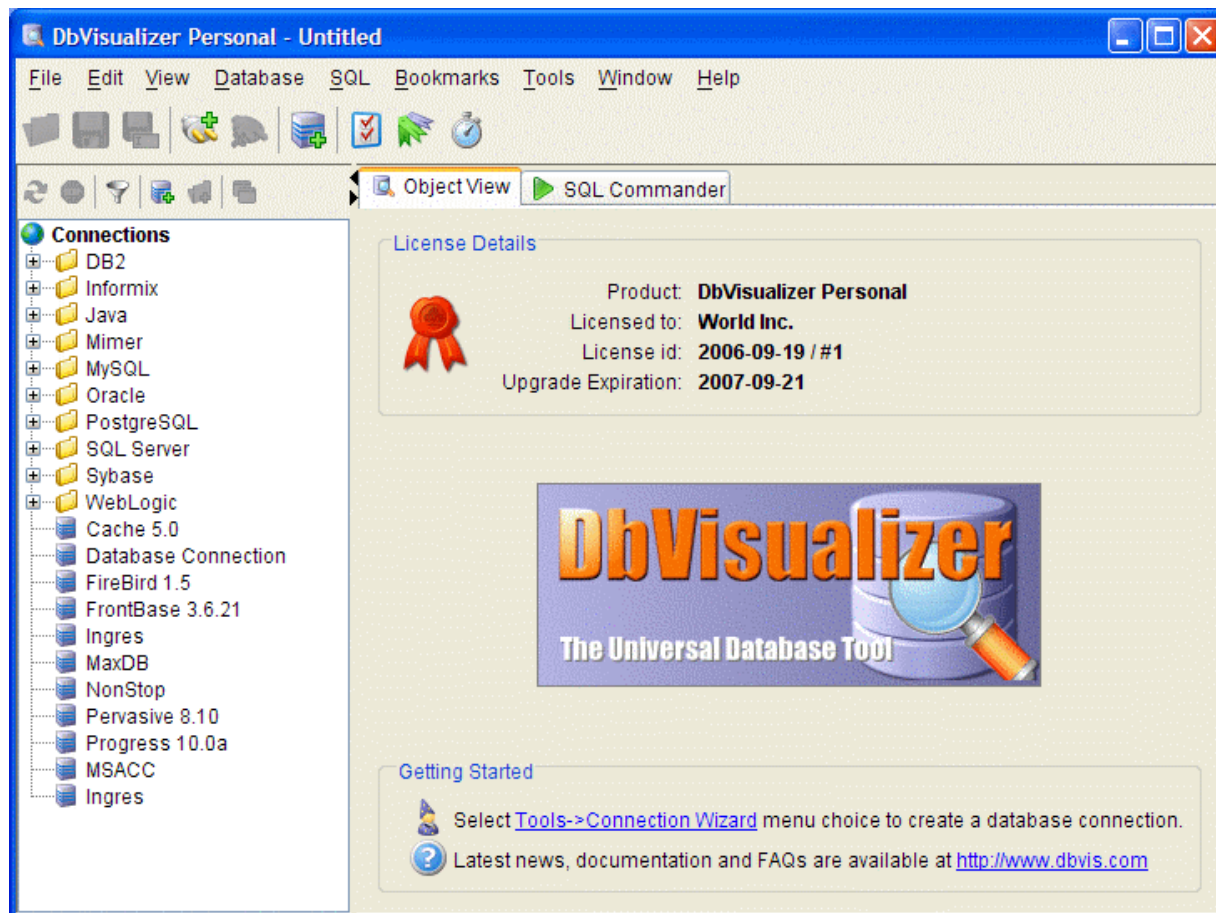 DbVisualizer Personal - Untitled
File Edit View Database SQL Bookmarks Tools Window Help
Object View SQL Commander
Connections
DB2
Informix
Java
Mimer
MySQL
Oracle
PostgreSQL
SQL Server
Sybase
WebLogic
Cache 5.0
Database Connection
FireBird 1.5
FrontBase 3.6.21
Ingres
MaxDB
NonStop
Pervasive 8.10
Progress 10.0a
MSACC
Ingres
License Details
Product: DbVisualizer Personal
Licensed to: World Inc.
License id: 2006-09-19 / #1
Upgrade Expiration: 2007-09-21
DbVisualizer
The Universal Database Tool
Getting Started
Select Tools->Connection Wizard menu choice to create a database connection.
Latest news, documentation and FAQs are available at http://www.dbvis.com